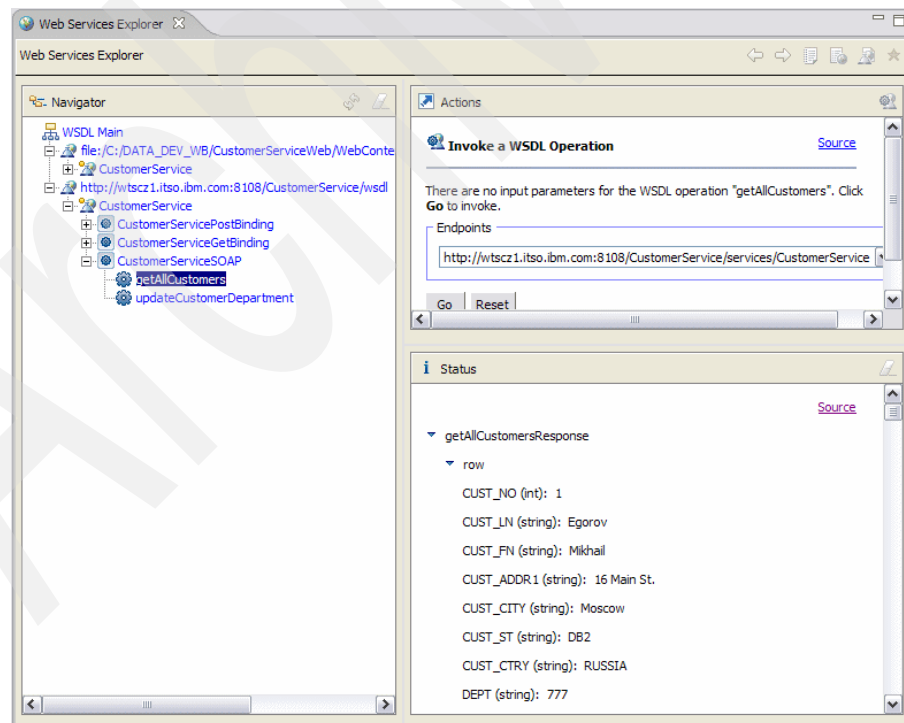 Web Services Explorer
Web Services Explorer
Navigator
WSDL Main
file:/C:/DATA_DEV_WB/CustomerServiceWeb/WebConte
CustomerService
http://wtscz1.itso.ibm.com:8108/CustomerService/wsdl
CustomerService
CustomerServicePostBinding
CustomerServiceGetBinding
CustomerServiceSOAP
getAllCustomers
updateCustomerDepartment
Actions
Invoke a WSDL Operation
Source
There are no input parameters for the WSDL operation "getAllCustomers". Click
Go to invoke.
Endpoints
http://wtscz1.itso.ibm.com:8108/CustomerService/services/CustomerService
Go Reset
Status
Source
getAllCustomersResponse
row
CUST_NO (int): 1
CUST_LN (string): Egorov
CUST_FN (string): Mikhail
CUST_ADDR1 (string): 16 Main St.
CUST_CITY (string): Moscow
CUST_ST (string): DB2
CUST_CTRY (string): RUSSIA
DEPT (string): 777